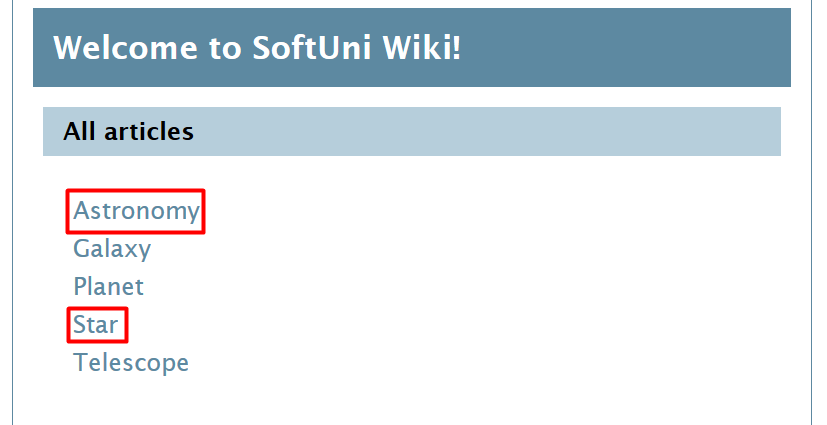 Welcome to SoftUni Wiki!
All articles
Astronomy
Galaxy
Planet
Star
Telescope